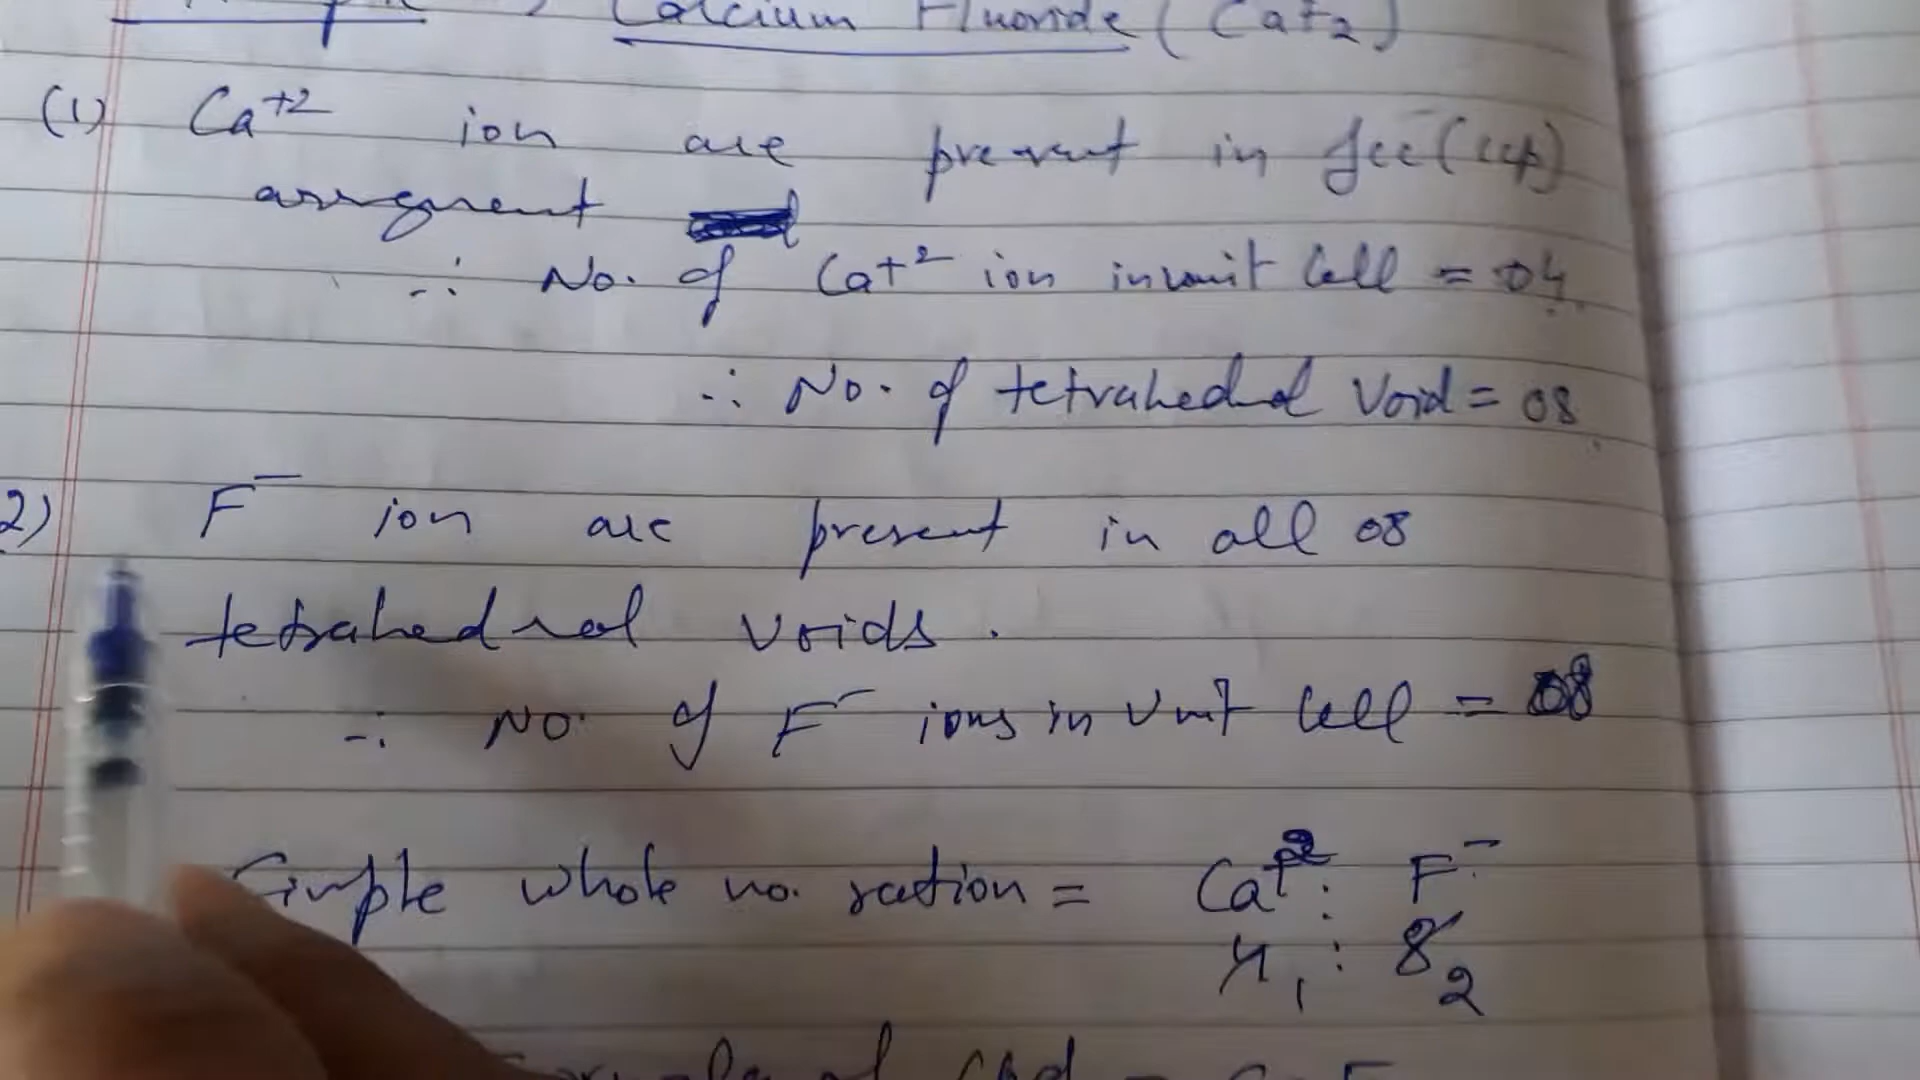 Calcium Fluoride (CaF2)
(1) Ca+2 ion are present in fcc (ccp)
arrgment
∴ No. of Ca+2 ion in unit Cell = 04
∴ No. of tetrahedral Void = 08
2) F- ion are present in all 08
tetrahedral voids.
∴ No. of F- ions in Unit Cell = 08
Simple whole no. ration = Ca+2 : F-
4 1 : 8 2